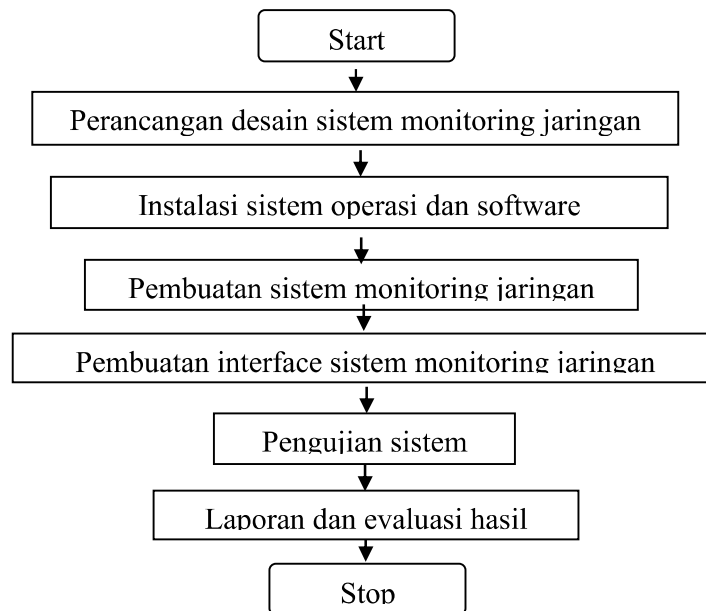 Start
Perancangan desain sistem monitoring jaringan
Instalasi sistem operasi dan software
Pembuatan sistem monitoring jaringan
Pembuatan interface sistem monitoring jaringan
Pengujian sistem
Laporan dan evaluasi hasil
Stop